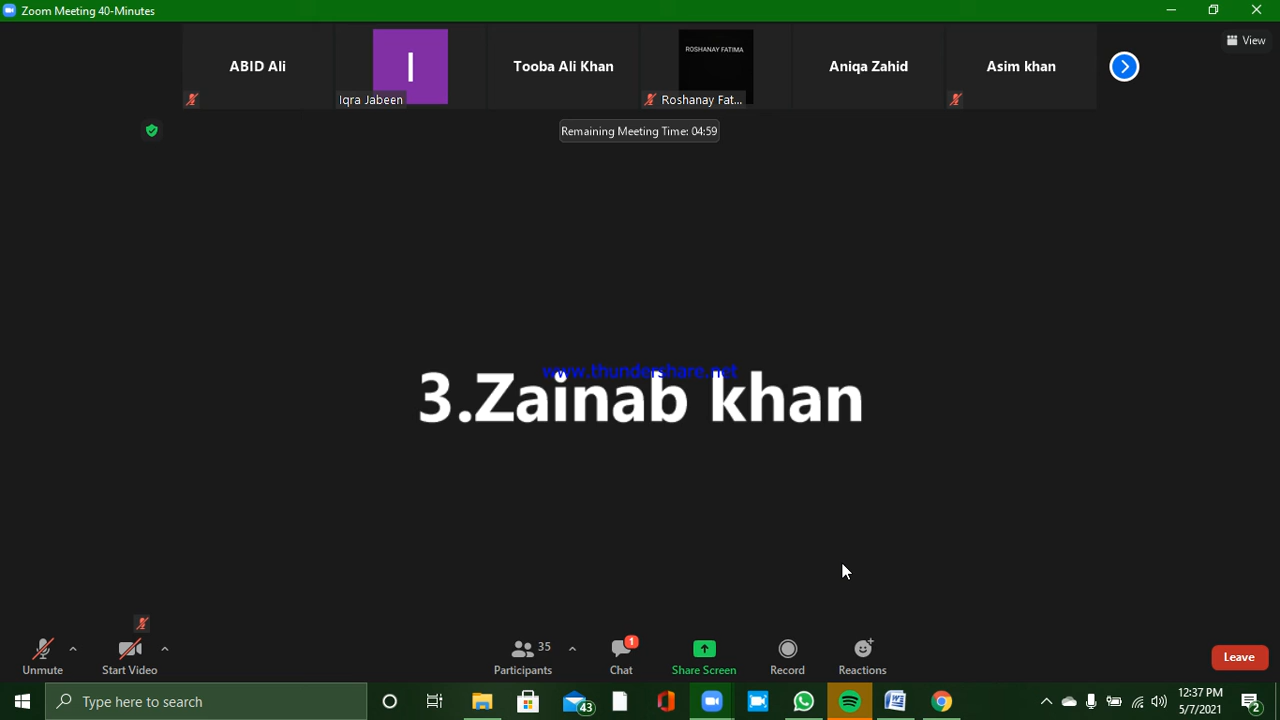 Zoom Meeting 40-Minutes
View
ABID Ali
I
Iqra Jabeen
Tooba Ali Khan
ROSHANAY FATIMA
Roshanay Fat...
Aniqa Zahid
Asim khan
Remaining Meeting Time: 04:59
www.thundershare.net
3.Zainab khan
Unmute
Start Video
35
Participants
1
Chat
Share Screen
Record
Reactions
Leave
Type here to search
43
12:37 PM
5/7/2021
2